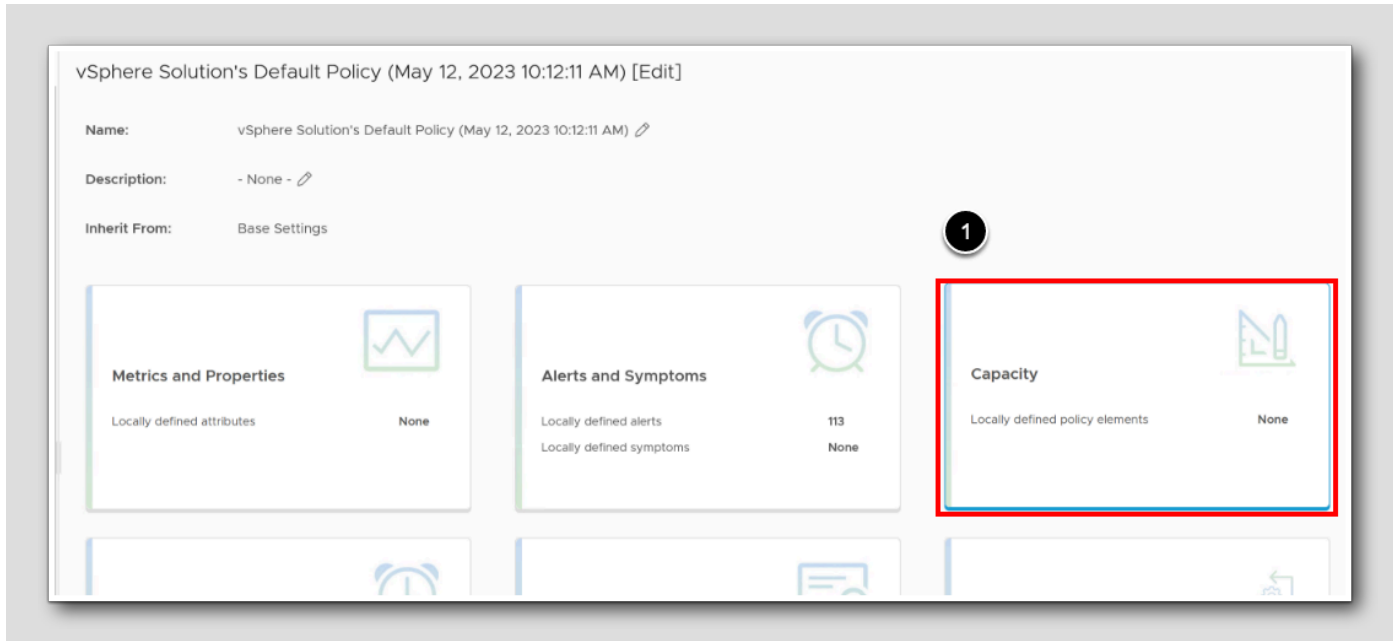 vSphere Solution's Default Policy (May 12, 2023 10:12:11 AM) [Edit]
Name: vSphere Solution's Default Policy (May 12, 2023 10:12:11 AM)
Description: - None -
Inherit From: Base Settings
1
Metrics and Properties
Locally defined attributes None
Alerts and Symptoms
Locally defined alerts 113
Locally defined symptoms None
Capacity
Locally defined policy elements None